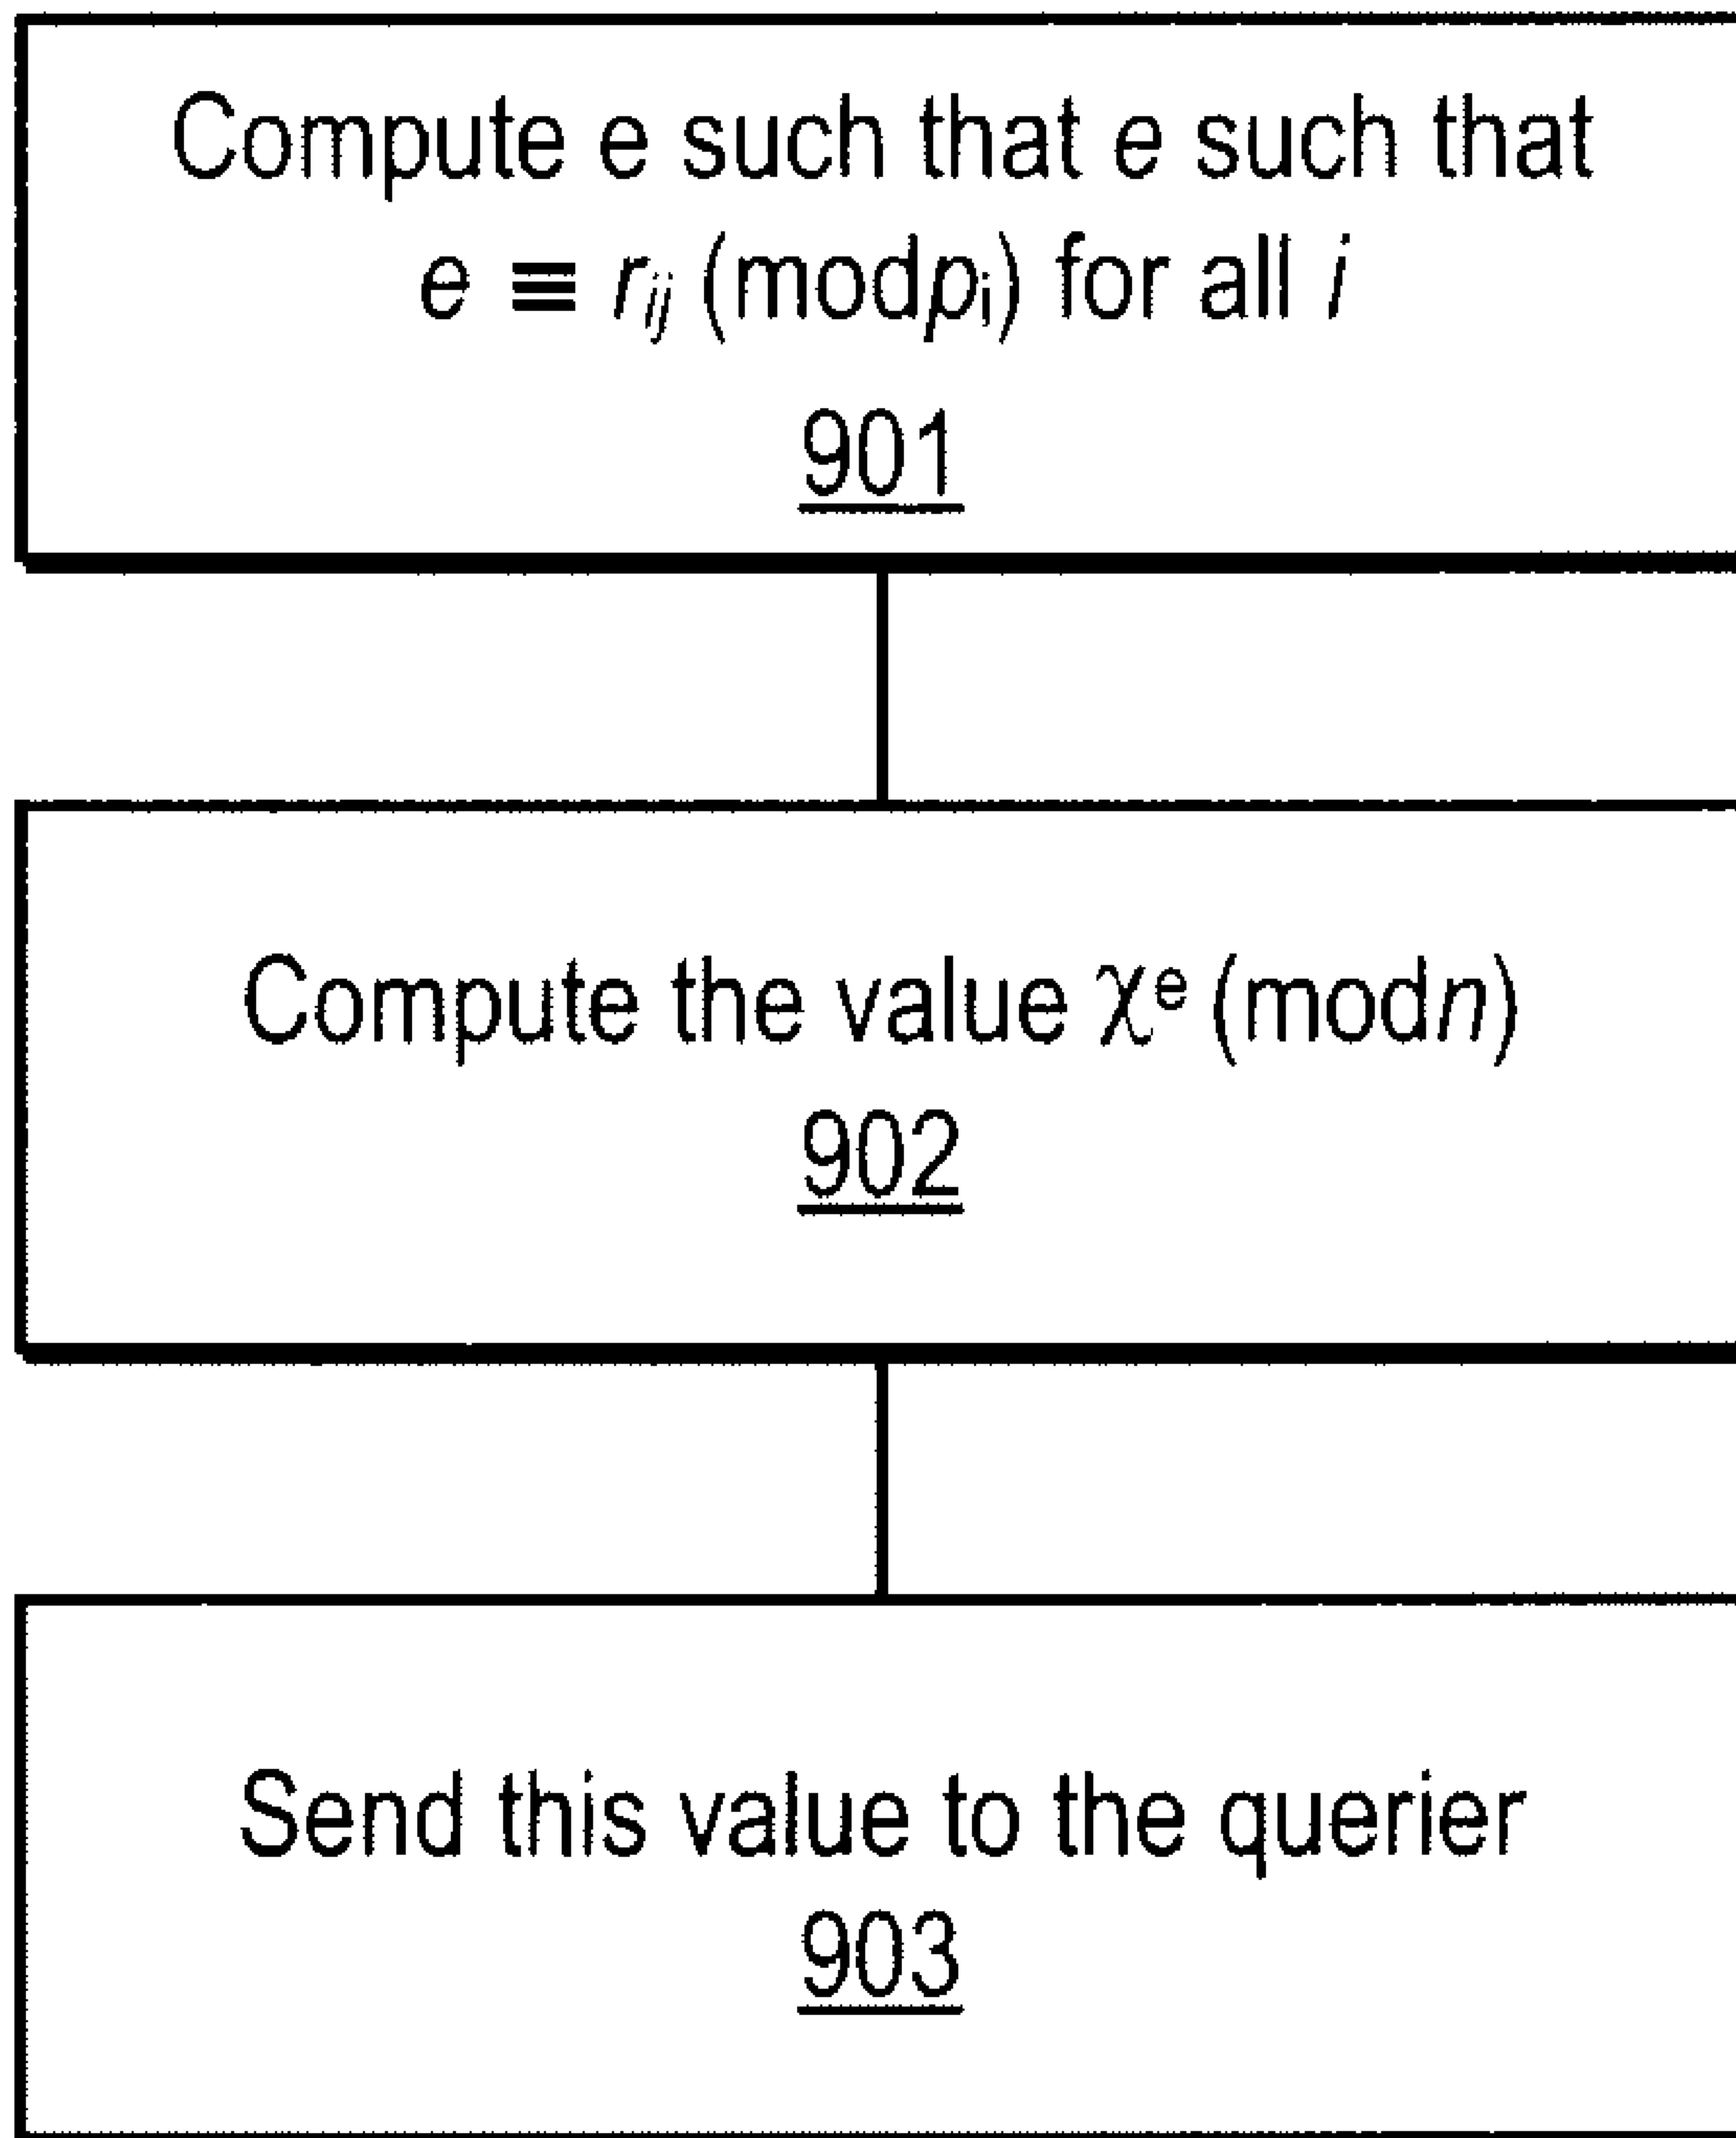 Compute e such that e such that
e ≡ rᵢⱼ (modpᵢ) for all i
901
Compute the value χᵉ (modn)
902
Send this value to the querier
903